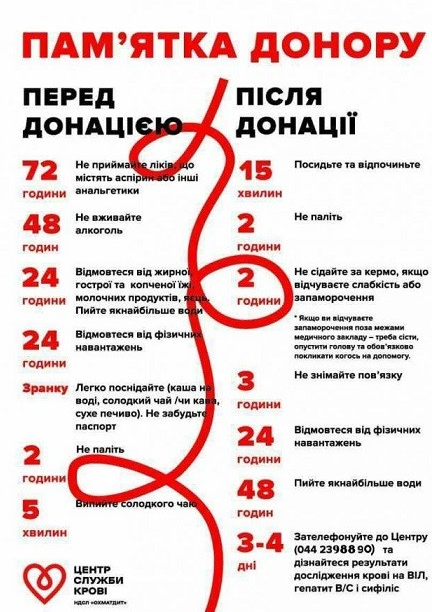 ПАМ’ЯТКА ДОНОРУ
ПЕРЕД
ДОНАЦІЄЮ
72
години
Не приймайте ліків, що
містять аспірин або інші
анальгетики
48
годин
Не вживайте
алкоголь
24
години
Відмовтеся від жирної,
гострої та копченої їжі,
молочних продуктів, яєць.
Пийте якнайбільше води
24
години
Відмовтеся від фізичних
навантажень
Зранку
Легко поснідайте (каша на
воді, солодкий чай /чи кава,
сухе печиво). Не забудьте
паспорт
2
години
Не паліть
5
хвилин
Випийте солодкого чаю
ЦЕНТР
СЛУЖБИ
КРОВІ
НДСЛ «ОХМАТДИТ»
ПІСЛЯ
ДОНАЦІЇ
15
хвилин
Посидьте та відпочиньте
2
години
Не паліть
2
години
Не сідайте за кермо, якщо
відчуваєте слабкість або
запаморочення
* Якщо ви відчуваєте
запаморочення поза межами
медичного закладу – треба сісти,
опустити голову та обов’язково
покликати когось на допомогу.
3
години
Не знімайте пов’язку
24
години
Відмовтеся від фізичних
навантажень
48
годин
Пийте якнайбільше води
3-4
дні
Зателефонуйте до Центру
(044 2398890) та
дізнайтеся результати
дослідження крові на ВІЛ,
гепатит В/С і сифіліс